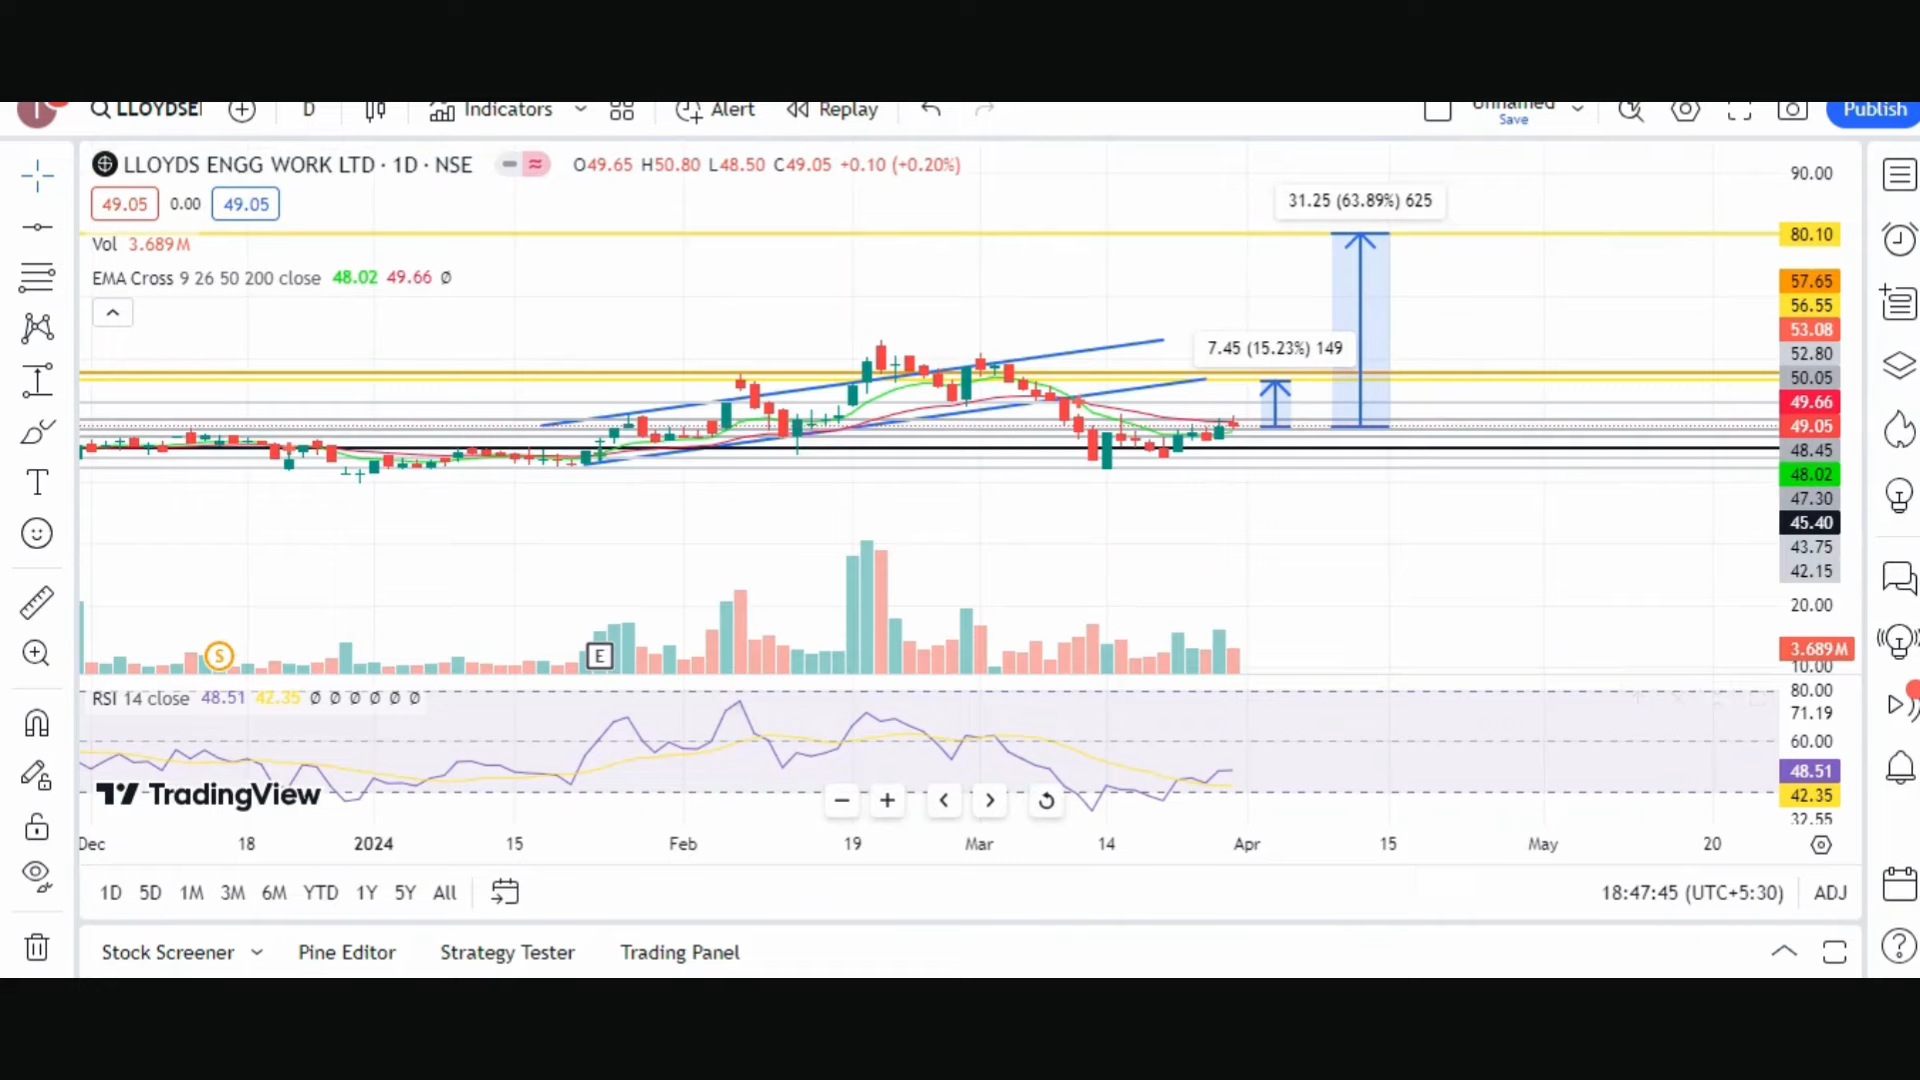 T LLOYDSE D Indicators Alert Replay Unnamed Publish
Save
LLOYDS ENGG WORK LTD · 1D · NSE O49.65 H50.80 L48.50 C49.05 +0.10 (+0.20%)
49.05 0.00 49.05
Vol 3.689M
EMA Cross 9 26 50 200 close 48.02 49.66 Ø
31.25 (63.89%) 625
7.45 (15.23%) 149
90.00
80.10
57.65
56.55
53.08
52.80
50.05
49.66
49.05
48.45
48.02
47.30
45.40
43.75
42.15
20.00
3.689M
10.00
S
E
RSI 14 close 48.51 42.35 Ø Ø Ø Ø Ø Ø
80.00
71.19
60.00
48.51
42.35
32.55
TradingView
Dec 18 2024 15 Feb 19 Mar 14 Apr 15 May 20
1D 5D 1M 3M 6M YTD 1Y 5Y All 18:47:45 (UTC+5:30) ADJ
Stock Screener Pine Editor Strategy Tester Trading Panel